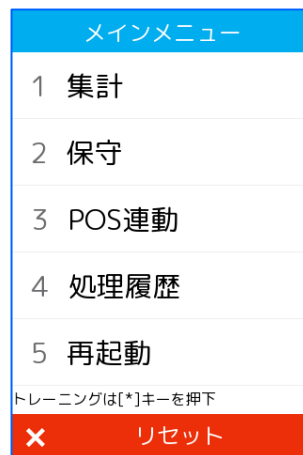 メインメニュー
1 集計
2 保守
3 POS連動
4 処理履歴
5 再起動
トレーニングは[*]キーを押下
× リセット